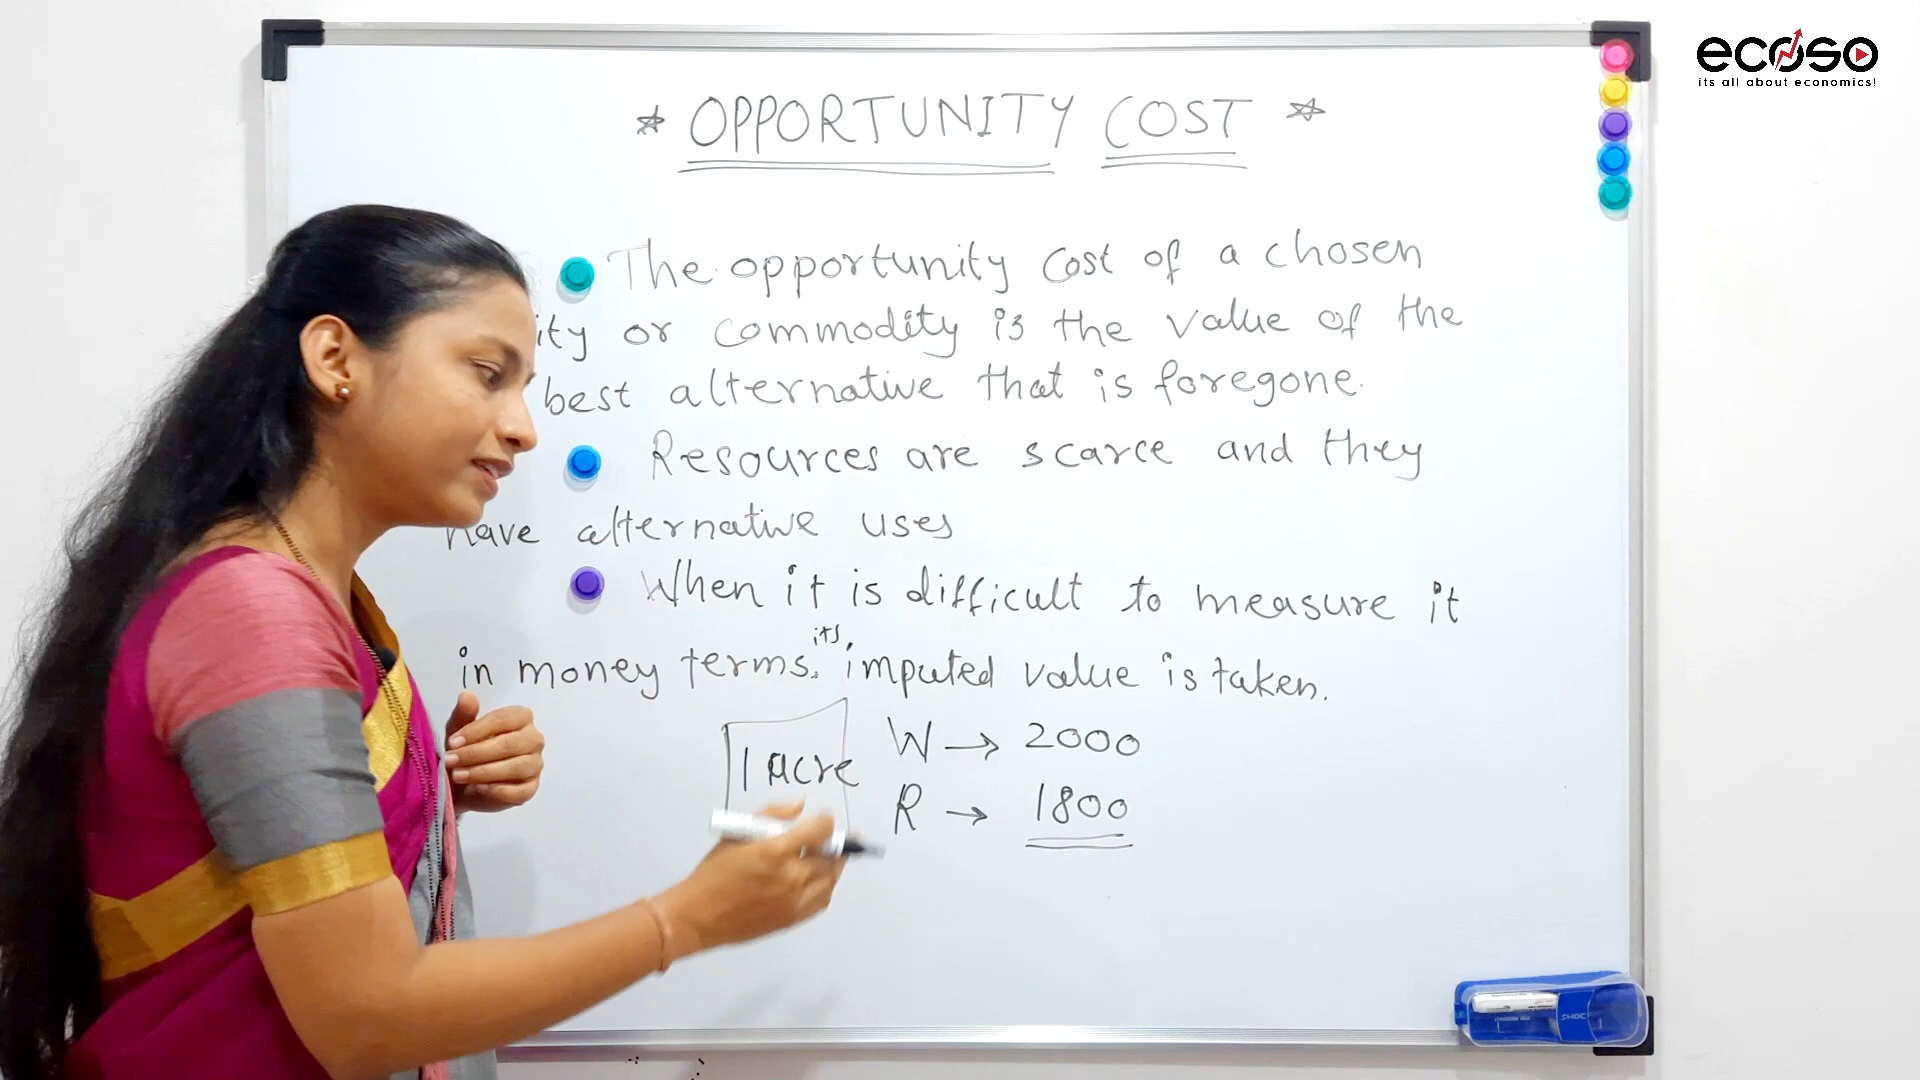 ecoso
its all about economics!
* OPPORTUNITY COST *
The opportunity cost of a chosen
ity or commodity is the value of the
best alternative that is foregone.
Resources are scarce and they
have alternative uses
When it is difficult to measure it
its
in money terms, imputed value is taken.
1 Acre W → 2000
R → 1800